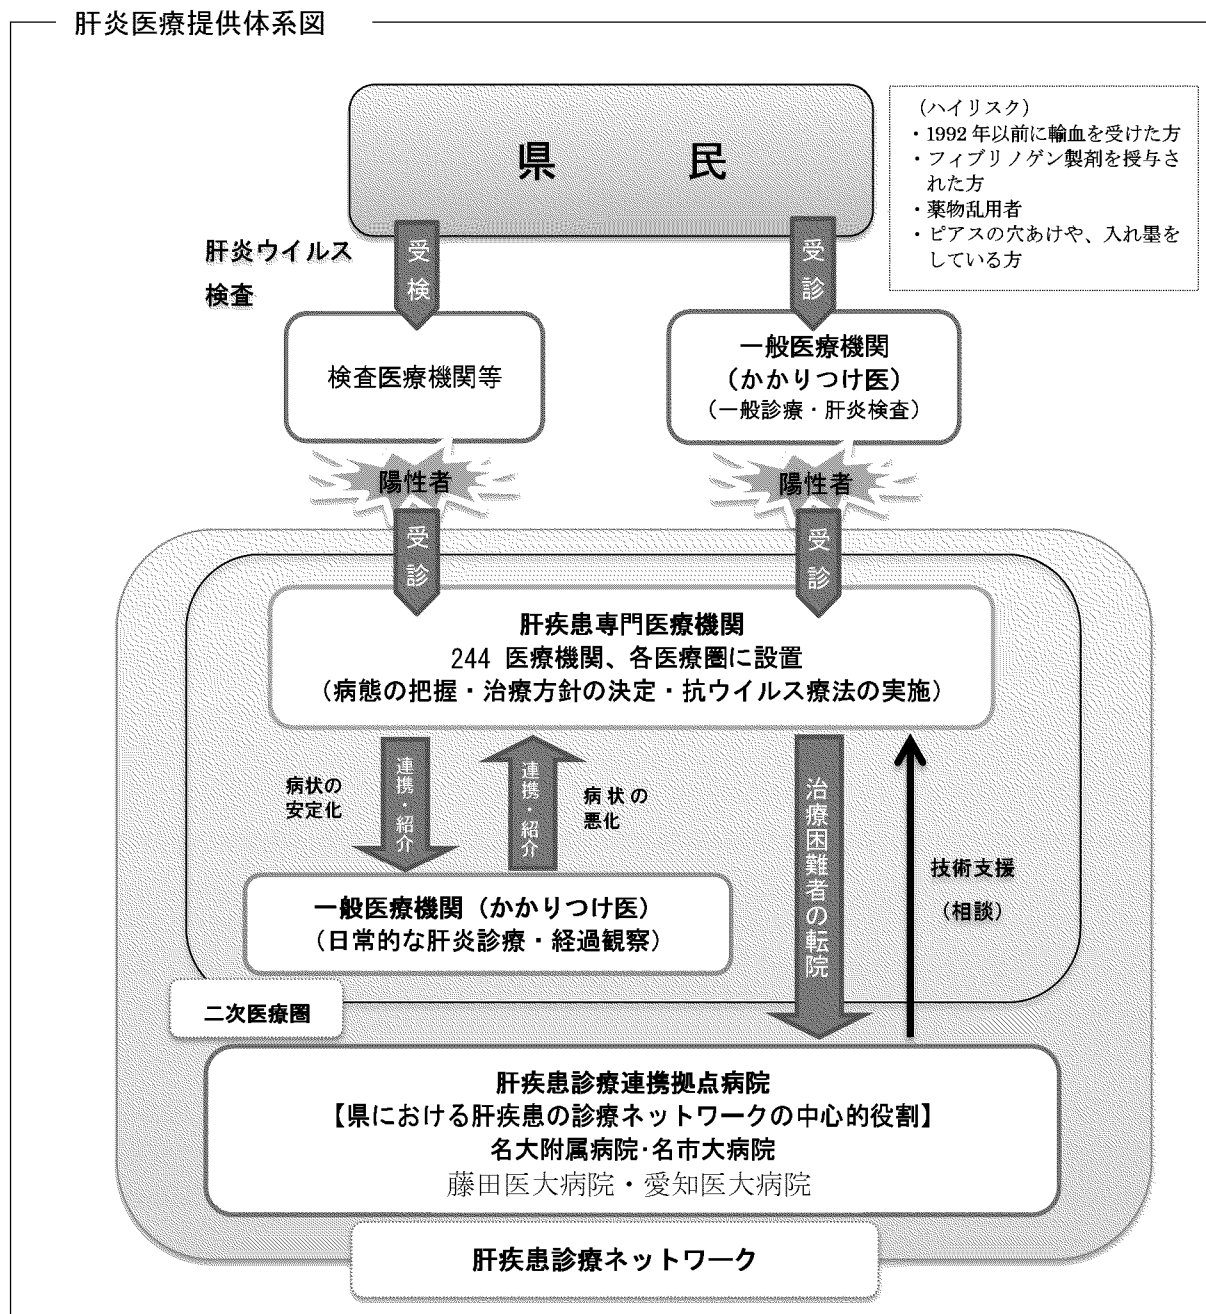 肝炎医療提供体系図
県　　民
（ハイリスク）
・1992年以前に輸血を受けた方
・フィブリノゲン製剤を授与さ
れた方
・薬物乱用者
・ピアスの穴あけや、入れ墨を
している方
肝炎ウイルス
検査
受検
受診
検査医療機関等
一般医療機関
（かかりつけ医）
（一般診療・肝炎検査）
陽性者
陽性者
受診
受診
肝疾患専門医療機関
244 医療機関、各医療圏に設置
（病態の把握・治療方針の決定・抗ウイルス療法の実施）
病状の
安定化
連携・紹介
連携・紹介
病状の
悪化
治療困難者の転院
技術支援
（相談）
一般医療機関（かかりつけ医）
（日常的な肝炎診療・経過観察）
二次医療圏
肝疾患診療連携拠点病院
【県における肝疾患の診療ネットワークの中心的役割】
名大附属病院・名市大病院
藤田医大病院・愛知医大病院
肝疾患診療ネットワーク